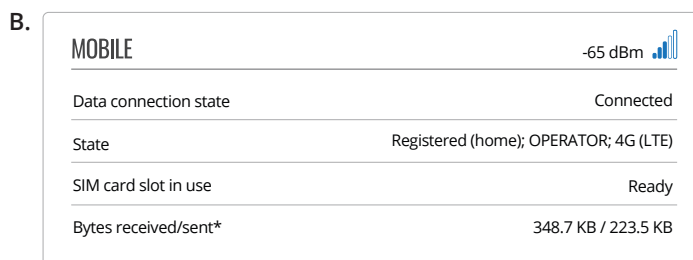 B.
MOBILE -65 dBm
Data connection state Connected
State Registered (home); OPERATOR; 4G (LTE)
SIM card slot in use Ready
Bytes received/sent* 348.7 KB / 223.5 KB